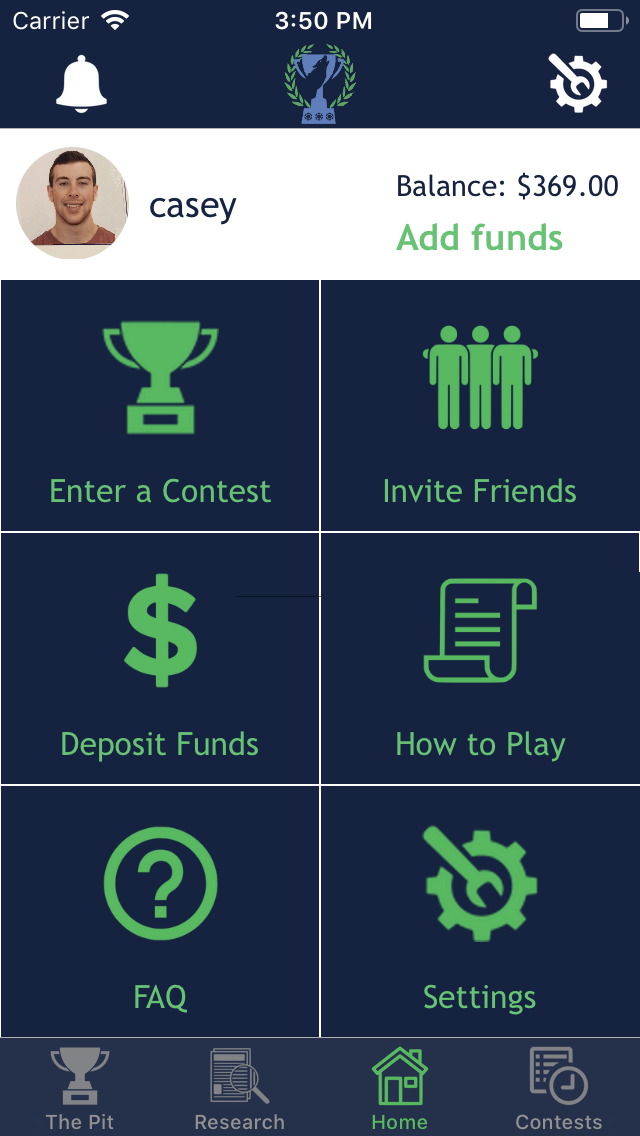 Carrier 3:50 PM
casey
Balance: $369.00
Add funds
Enter a Contest
Invite Friends
Deposit Funds
How to Play
FAQ
Settings
The Pit
Research
Home
Contests